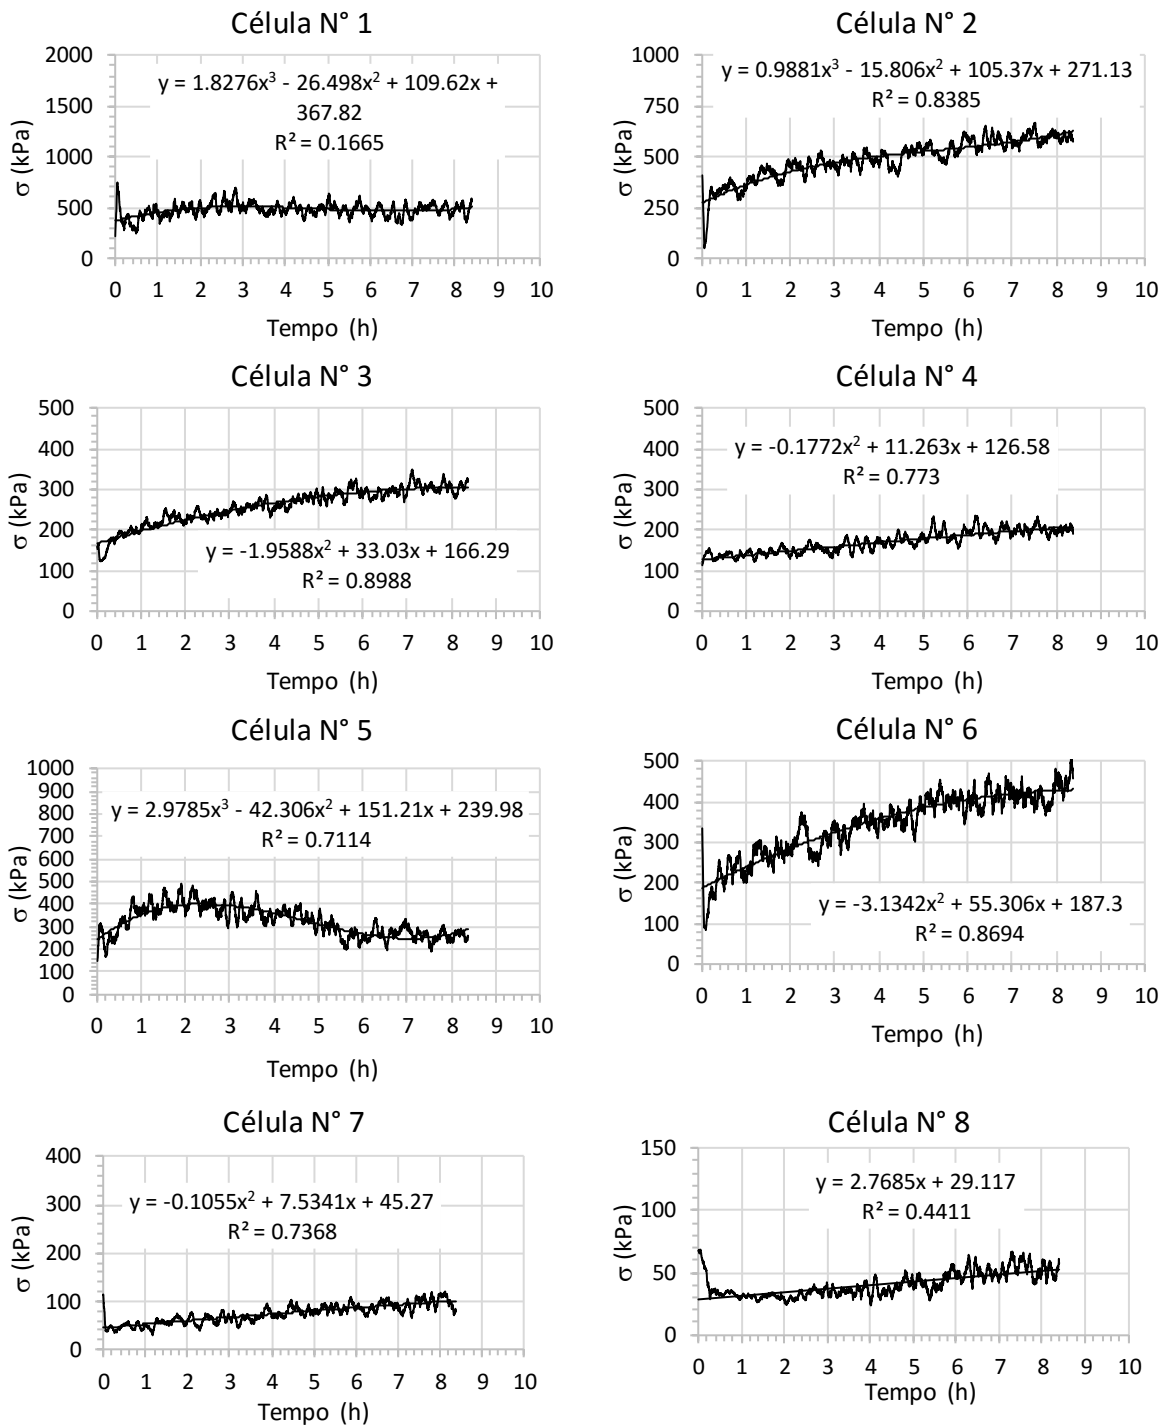 Célula N° 1
2000
1500
1000
500
0
σ (kPa)
y = 1.8276x³ - 26.498x² + 109.62x +
367.82
R² = 0.1665
0 1 2 3 4 5 6 7 8 9 10
Tempo (h)
Célula N° 2
1000
750
500
250
0
σ (kPa)
y = 0.9881x³ - 15.806x² + 105.37x + 271.13
R² = 0.8385
0 1 2 3 4 5 6 7 8 9 10
Tempo (h)
Célula N° 3
500
400
300
200
100
0
σ (kPa)
y = -1.9588x² + 33.03x + 166.29
R² = 0.8988
0 1 2 3 4 5 6 7 8 9 10
Tempo (h)
Célula N° 4
500
400
300
200
100
0
σ (kPa)
y = -0.1772x² + 11.263x + 126.58
R² = 0.773
0 1 2 3 4 5 6 7 8 9 10
Tempo (h)
Célula N° 5
1000
900
800
700
600
500
400
300
200
100
0
σ (kPa)
y = 2.9785x³ - 42.306x² + 151.21x + 239.98
R² = 0.7114
0 1 2 3 4 5 6 7 8 9 10
Tempo (h)
Célula N° 6
500
400
300
200
100
0
σ (kPa)
y = -3.1342x² + 55.306x + 187.3
R² = 0.8694
0 1 2 3 4 5 6 7 8 9 10
Tempo (h)
Célula N° 7
400
300
200
100
0
σ (kPa)
y = -0.1055x² + 7.5341x + 45.27
R² = 0.7368
0 1 2 3 4 5 6 7 8 9 10
Tempo (h)
Célula N° 8
150
100
50
0
σ (kPa)
y = 2.7685x + 29.117
R² = 0.4411
0 1 2 3 4 5 6 7 8 9 10
Tempo (h)